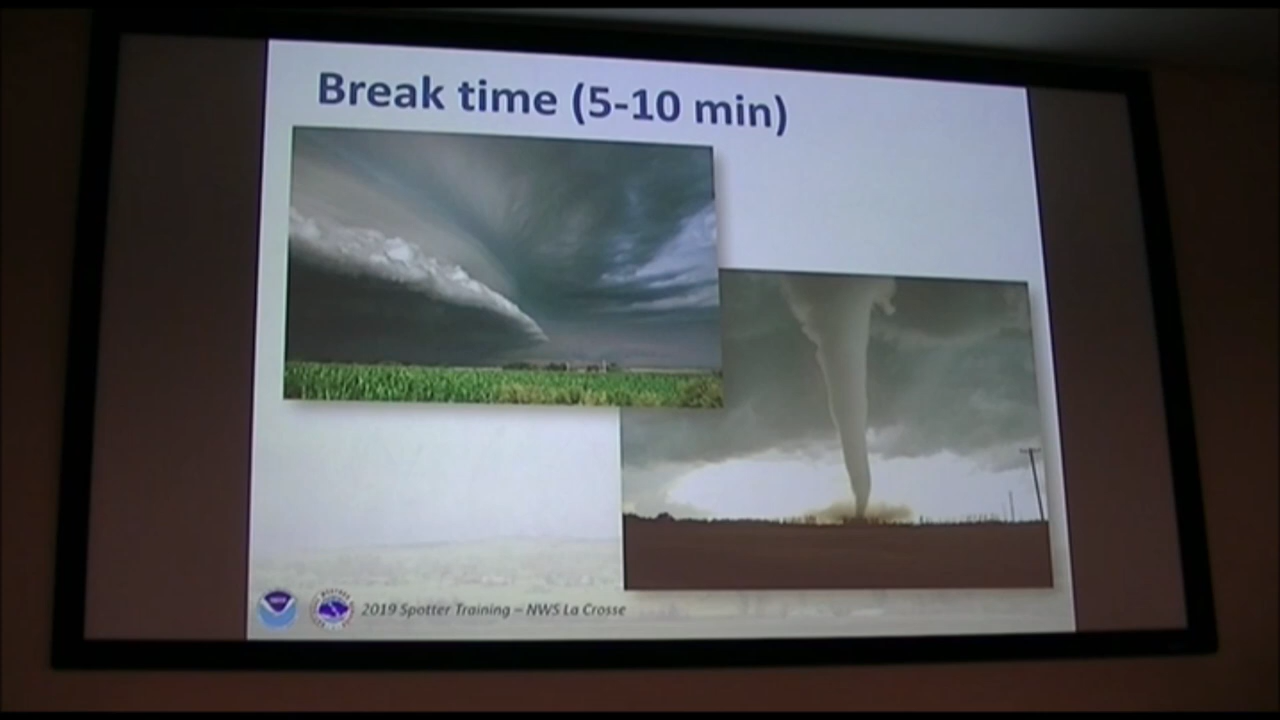 Break time (5-10 min)
2019 Spotter Training – NWS La Crosse